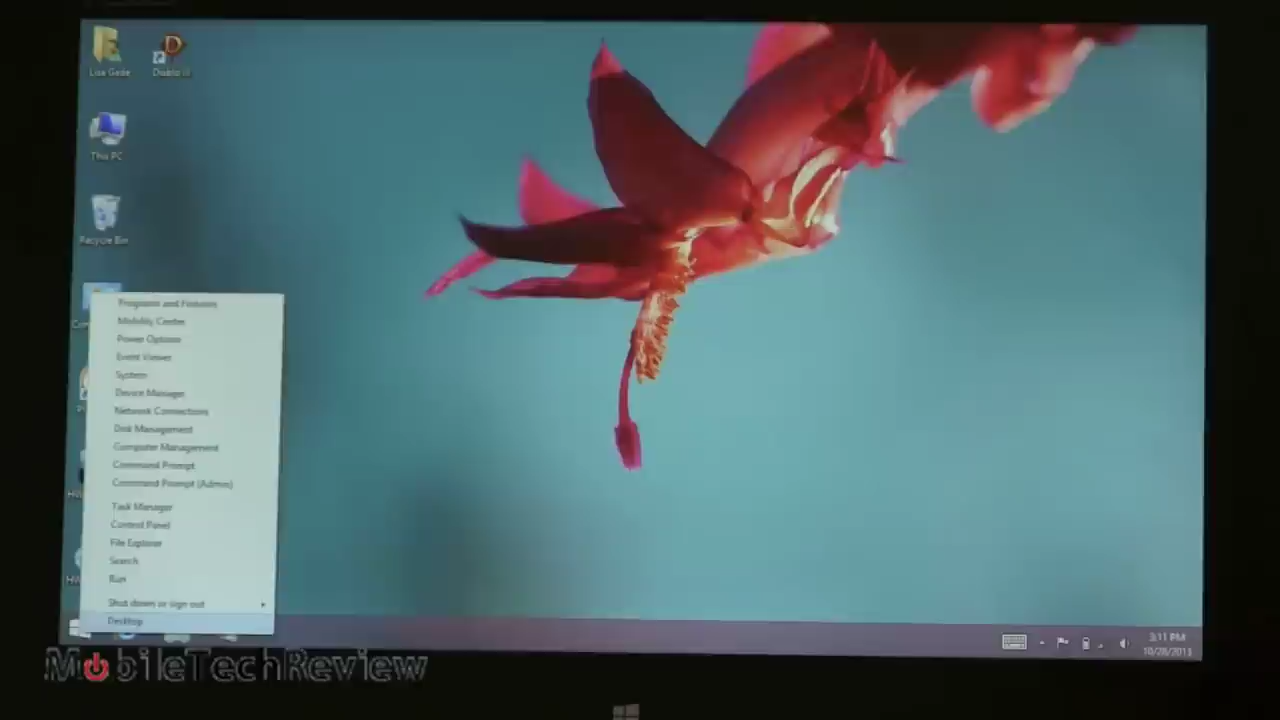 Lisa Gade
Diablo III
This PC
Recycle Bin
Programs and Features
Mobility Center
Power Options
Event Viewer
System
Device Manager
Network Connections
Disk Management
Computer Management
Command Prompt
Command Prompt (Admin)
Task Manager
Control Panel
File Explorer
Search
Run
Shut down or sign out
Desktop
3:11 PM
10/28/2013
MobileTechReview